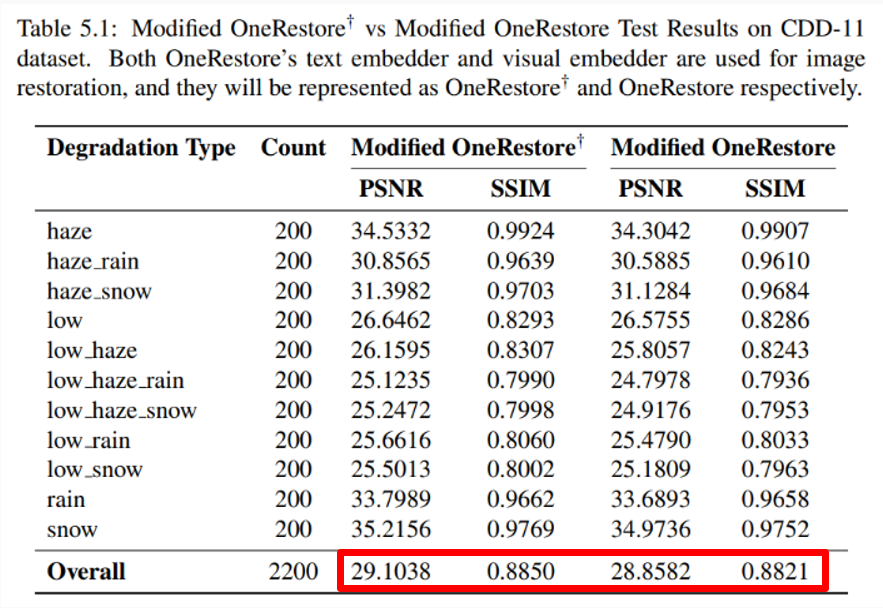 Table 5.1: Modified OneRestore† vs Modified OneRestore Test Results on CDD-11
dataset. Both OneRestore's text embedder and visual embedder are used for image
restoration, and they will be represented as OneRestore† and OneRestore respectively.
Degradation Type Count Modified OneRestore† Modified OneRestore
PSNR SSIM PSNR SSIM
haze 200 34.5332 0.9924 34.3042 0.9907
haze_rain 200 30.8565 0.9639 30.5885 0.9610
haze_snow 200 31.3982 0.9703 31.1284 0.9684
low 200 26.6462 0.8293 26.5755 0.8286
low_haze 200 26.1595 0.8307 25.8057 0.8243
low_haze_rain 200 25.1235 0.7990 24.7978 0.7936
low_haze_snow 200 25.2472 0.7998 24.9176 0.7953
low_rain 200 25.6616 0.8060 25.4790 0.8033
low_snow 200 25.5013 0.8002 25.1809 0.7963
rain 200 33.7989 0.9662 33.6893 0.9658
snow 200 35.2156 0.9769 34.9736 0.9752
Overall 2200 29.1038 0.8850 28.8582 0.8821